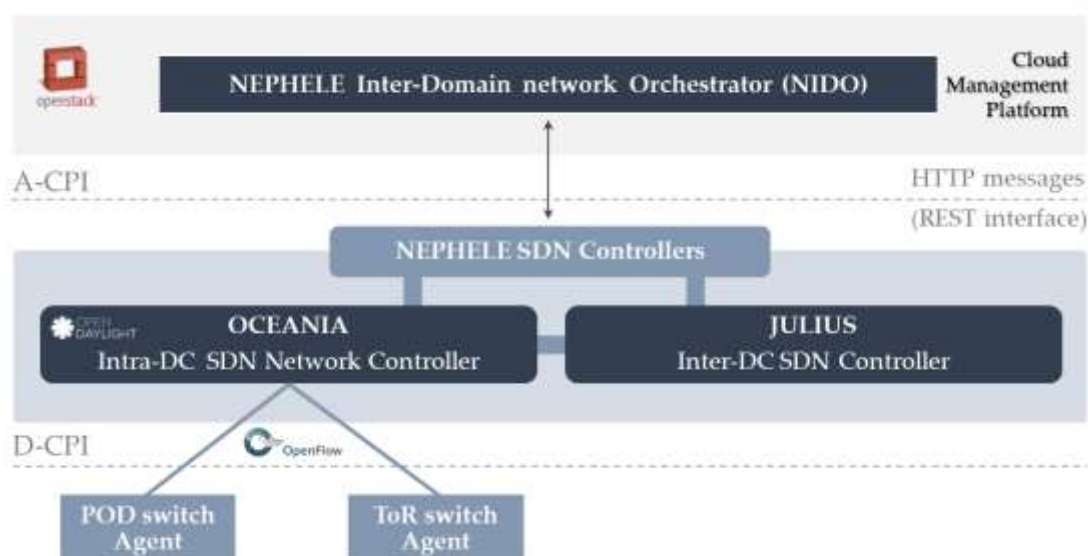 openstack
NEPHELE Inter-Domain network Orchestrator (NIDO)
Cloud
Management
Platform
A-CPI
HTTP messages
(REST interface)
NEPHELE SDN Controllers
OPEN
DAYLIGHT
OCEANIA
Intra-DC SDN Network Controller
JULIUS
Inter-DC SDN Controller
D-CPI
OpenFlow
POD switch
Agent
ToR switch
Agent